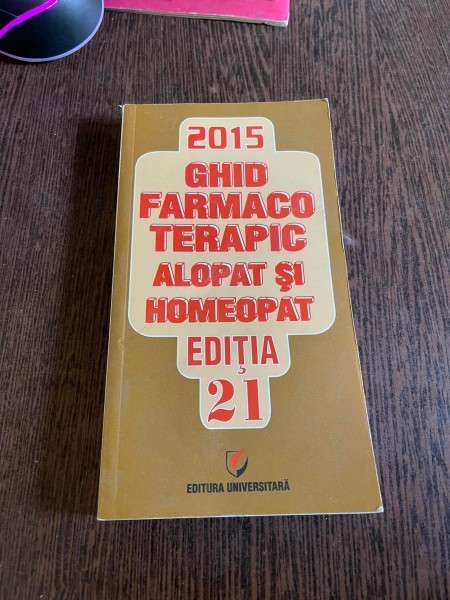 2015
GHID
FARMACO
TERAPIC
ALOPAT ŞI
HOMEOPAT
EDIŢIA
21
EDITURA UNIVERSITARĂ